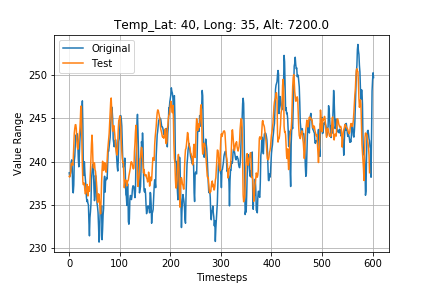 Temp_Lat: 40, Long: 35, Alt: 7200.0
Original
Test
Value Range
250
245
240
235
230
0 100 200 300 400 500 600
Timesteps